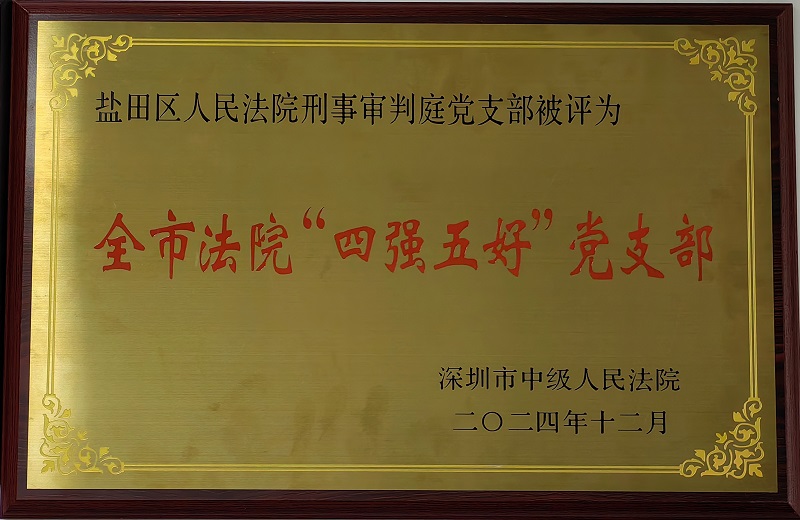 盐田区人民法院刑事审判庭党支部被评为
全市法院“四强五好”党支部
深圳市中级人民法院
二〇二四年十二月